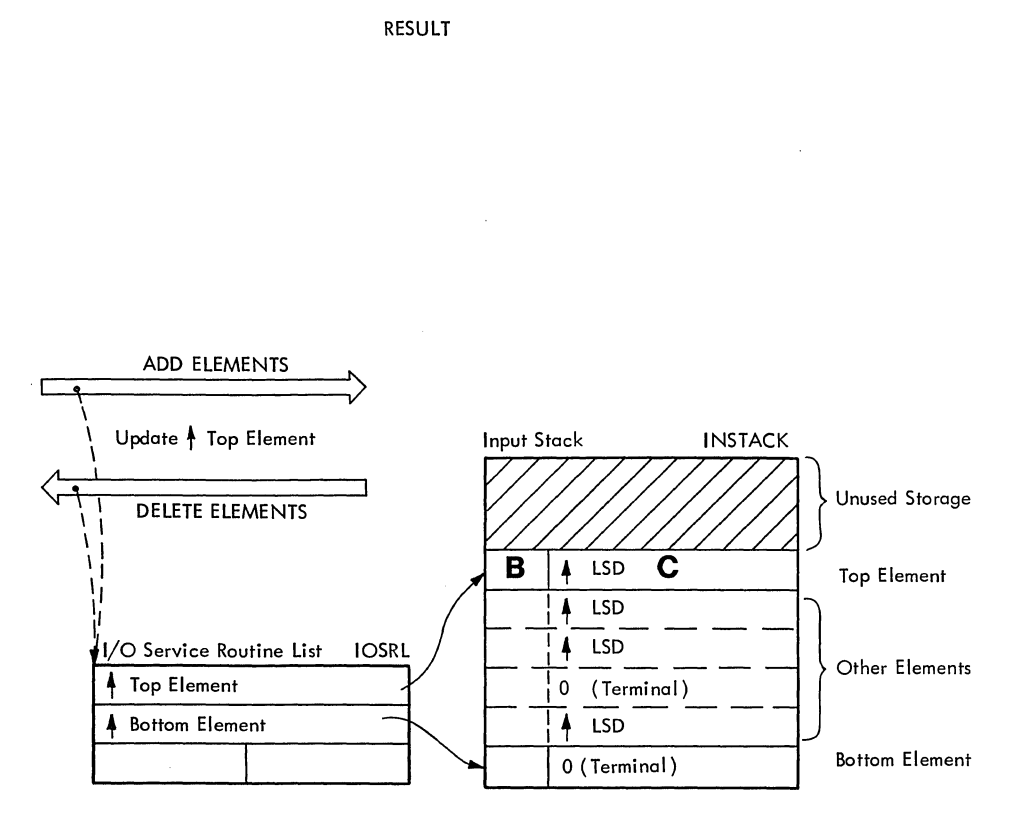 RESULT
ADD ELEMENTS
Update Top Element
DELETE ELEMENTS
I/O Service Routine List IOSRL
Top Element
Bottom Element
Input Stack INSTACK
B LSD C
LSD
LSD
0 (Terminal)
LSD
0 (Terminal)
Unused Storage
Top Element
Other Elements
Bottom Element